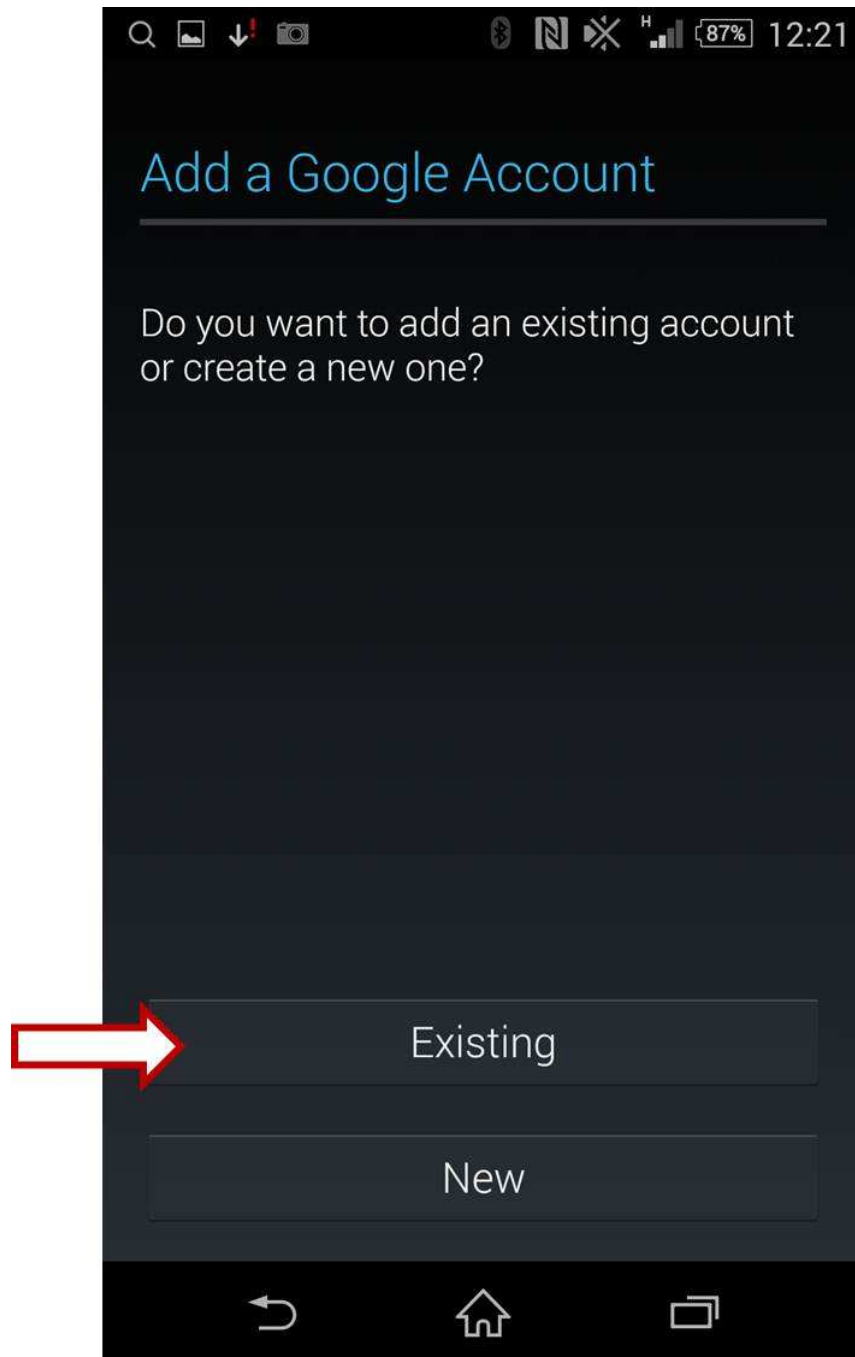 H 87% 12:21
Add a Google Account
Do you want to add an existing account
or create a new one?
Existing
New